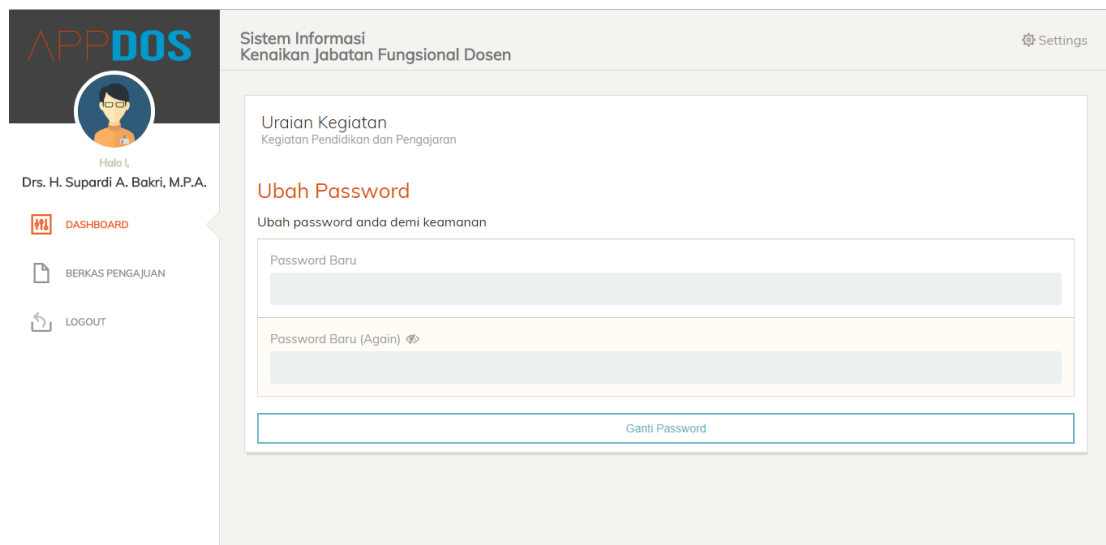 APPDOS
Halo I,
Drs. H. Supardi A. Bakri, M.P.A.
DASHBOARD
BERKAS PENGAJUAN
LOGOUT
Sistem Informasi
Kenaikan Jabatan Fungsional Dosen
Settings
Uraian Kegiatan
Kegiatan Pendidikan dan Pengajaran
Ubah Password
Ubah password anda demi keamanan
Password Baru
Password Baru (Again)
Ganti Password